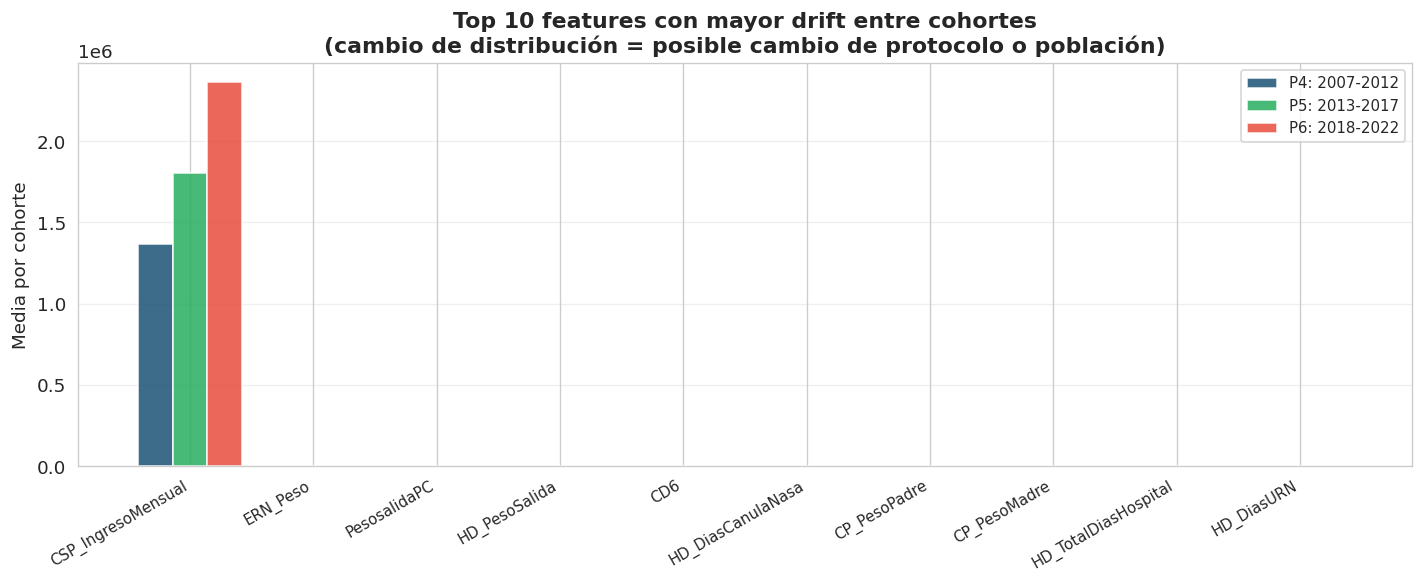 Top 10 features con mayor drift entre cohortes
(cambio de distribución = posible cambio de protocolo o población)
1e6
P4: 2007-2012
P5: 2013-2017
P6: 2018-2022
Media por cohorte
2.0
1.5
1.0
0.5
0.0
CSP_IngresoMensual
ERN_Peso
PesosalidaPC
HD_PesoSalida
CD6
HD_DiasCanulaNasa
CP_PesoPadre
CP_PesoMadre
HD_TotalDiasHospital
HD_DiasURN